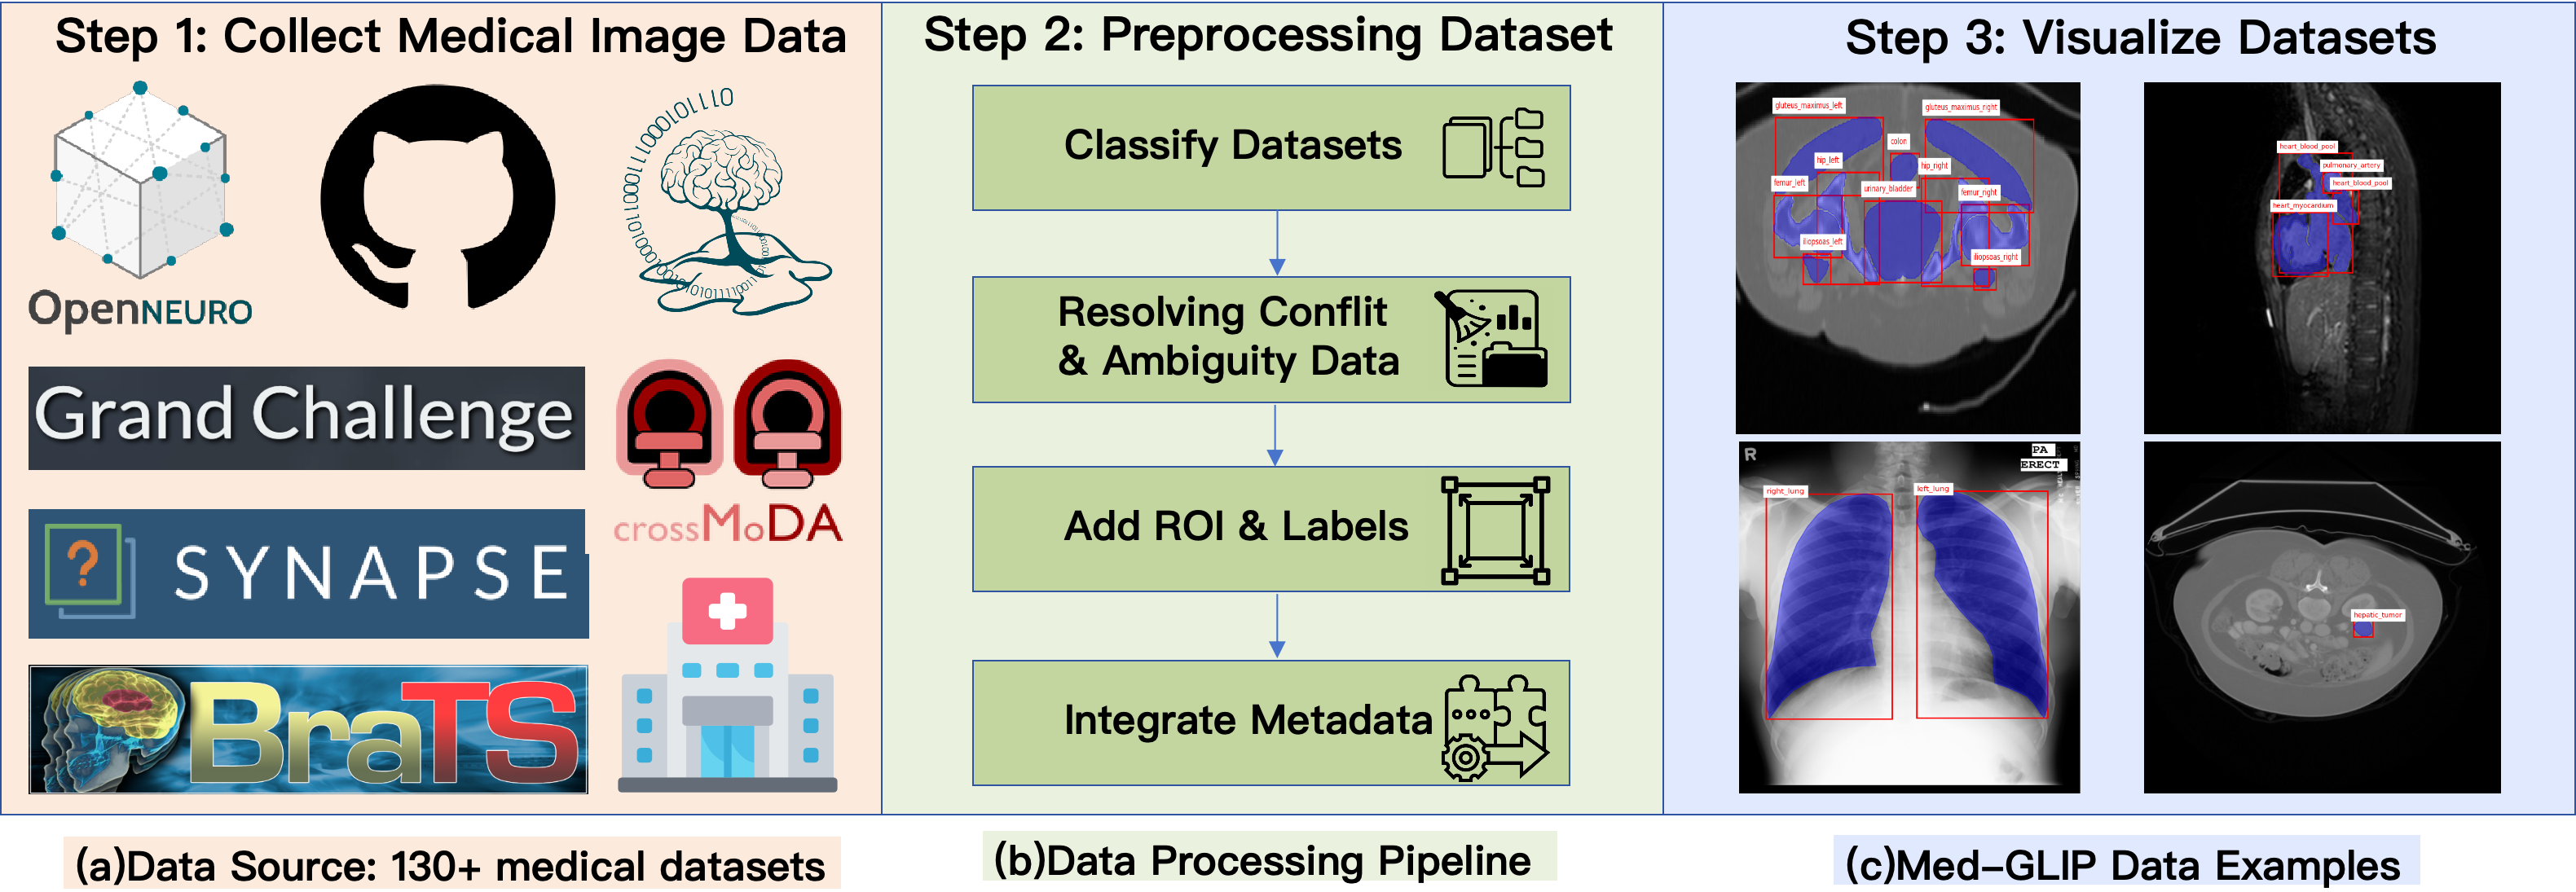 Step 1: Collect Medical Image Data
OpenNEURO
Grand Challenge
crossMoDA
SYNAPSE
BraTS
(a)Data Source: 130+ medical datasets
Step 2: Preprocessing Dataset
Classify Datasets
Resolving Conflit
& Ambiguity Data
Add ROI & Labels
Integrate Metadata
(b)Data Processing Pipeline
Step 3: Visualize Datasets
gluteus_maximus_left
gluteus_maximus_right
colon
hip_left
hip_right
femur_left
urinary_bladder
femur_right
iliopsoas_left
iliopsoas_right
heart_blood_pool
pulmonary_artery
heart_blood_pool
heart_myocardium
R
PA
ERECT
right_lung
left_lung
hepatic_tumor
(c)Med-GLIP Data Examples